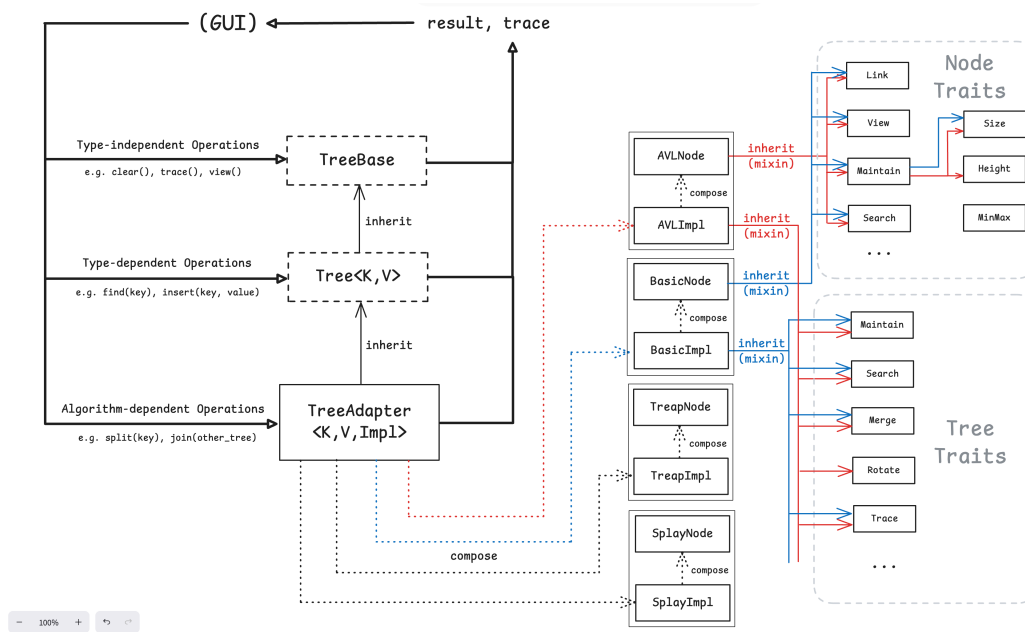 (GUI)
result, trace
Type-independent Operations
e.g. clear(), trace(), view()
TreeBase
inherit
Type-dependent Operations
e.g. find(key), insert(key, value)
Tree<K,V>
inherit
Algorithm-dependent Operations
e.g. split(key), join(other_tree)
TreeAdapter
<K,V,Impl>
compose
AVLNode
compose
AVLImpl
inherit
(mixin)
inherit
(mixin)
BasicNode
compose
BasicImpl
inherit
(mixin)
inherit
(mixin)
TreapNode
compose
TreapImpl
SplayNode
compose
SplayImpl
Node
Traits
Link
View
Maintain
Search
...
Size
Height
MinMax
Tree
Traits
Maintain
Search
Merge
Rotate
Trace
...
− 100% +